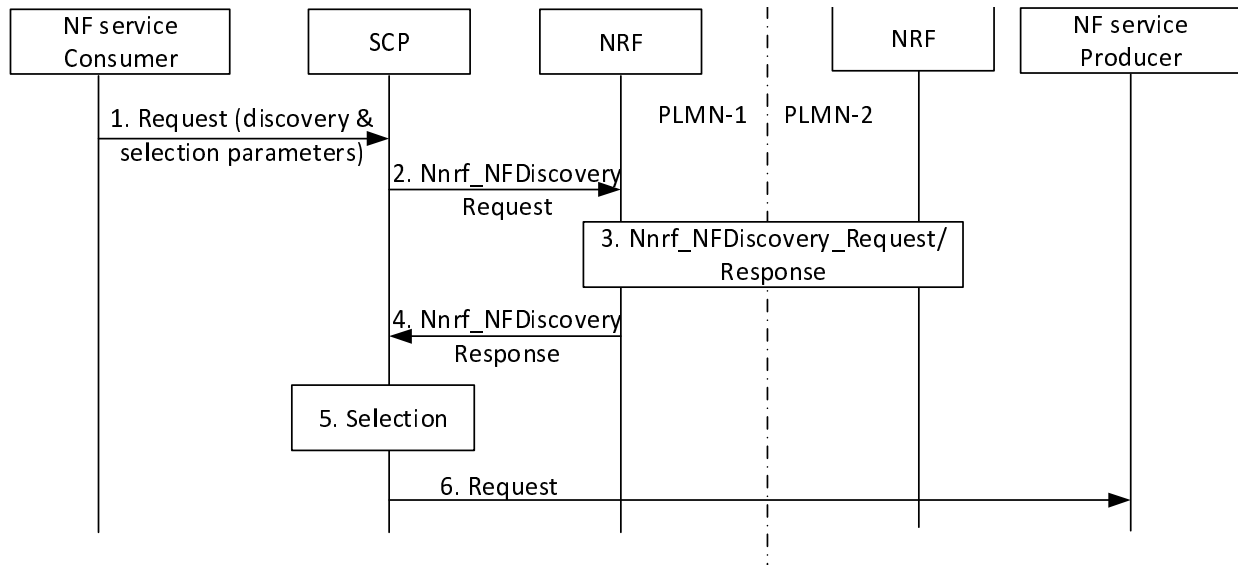 NF service
Consumer
SCP
NRF
NRF
NF service
Producer
PLMN-1
PLMN-2
1. Request (discovery &
selection parameters)
2. Nnrf_NFDiscovery
Request
3. Nnrf_NFDiscovery_Request/
Response
4. Nnrf_NFDiscovery
Response
5. Selection
6. Request